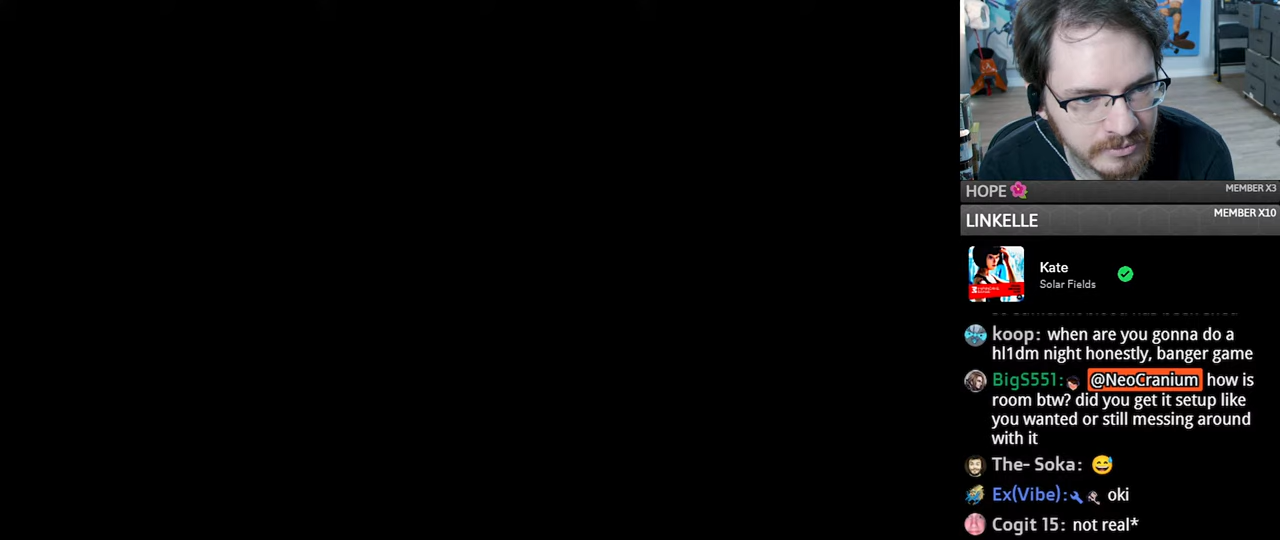 HOPE 🌺 MEMBER X3
LINKELLE MEMBER X10
Kate
Solar Fields
koop: when are you gonna do a
hl1dm night honestly, banger game
BigS551: @NeoCranium how is
room btw? did you get it setup like
you wanted or still messing around
with it
The- Soka: 😅
Ex(Vibe): oki
Cogit 15: not real*